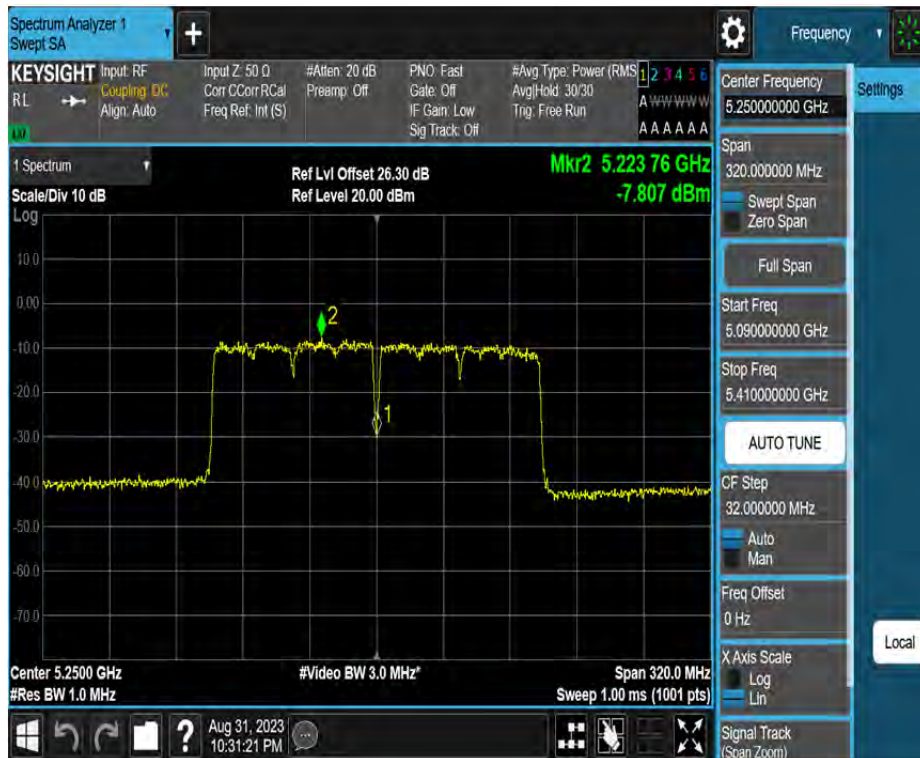 Spectrum Analyzer 1
Swept SA
Frequency
KEYSIGHT
RL
Input: RF
Coupling: DC
Align: Auto
Input Z: 50 Ω
Corr CCorr RCal
Freq Ref: Int (S)
#Atten: 20 dB
Preamp: Off
PNO: Fast
Gate: Off
IF Gain: Low
Sig Track: Off
#Avg Type: Power (RMS
Avg|Hold: 30/30
Trig: Free Run
1 2 3 4 5 6
A W W W W W
A A A A A A
Center Frequency
5.250000000 GHz
Settings
1 Spectrum
Scale/Div 10 dB
Ref Lvl Offset 26.30 dB
Ref Level 20.00 dBm
Mkr2 5.223 76 GHz
-7.807 dBm
Span
320.000000 MHz
Swept Span
Zero Span
Full Span
Start Freq
5.090000000 GHz
Stop Freq
5.410000000 GHz
AUTO TUNE
CF Step
32.000000 MHz
Auto
Man
Freq Offset
0 Hz
X Axis Scale
Log
Lin
Signal Track
(Span Zoom)
Local
Log
10.0
0.00
-10.0
-20.0
-30.0
-40.0
-50.0
-60.0
-70.0
2
1
Center 5.2500 GHz
#Res BW 1.0 MHz
#Video BW 3.0 MHz*
Span 320.0 MHz
Sweep 1.00 ms (1001 pts)
Aug 31, 2023
10:31:21 PM